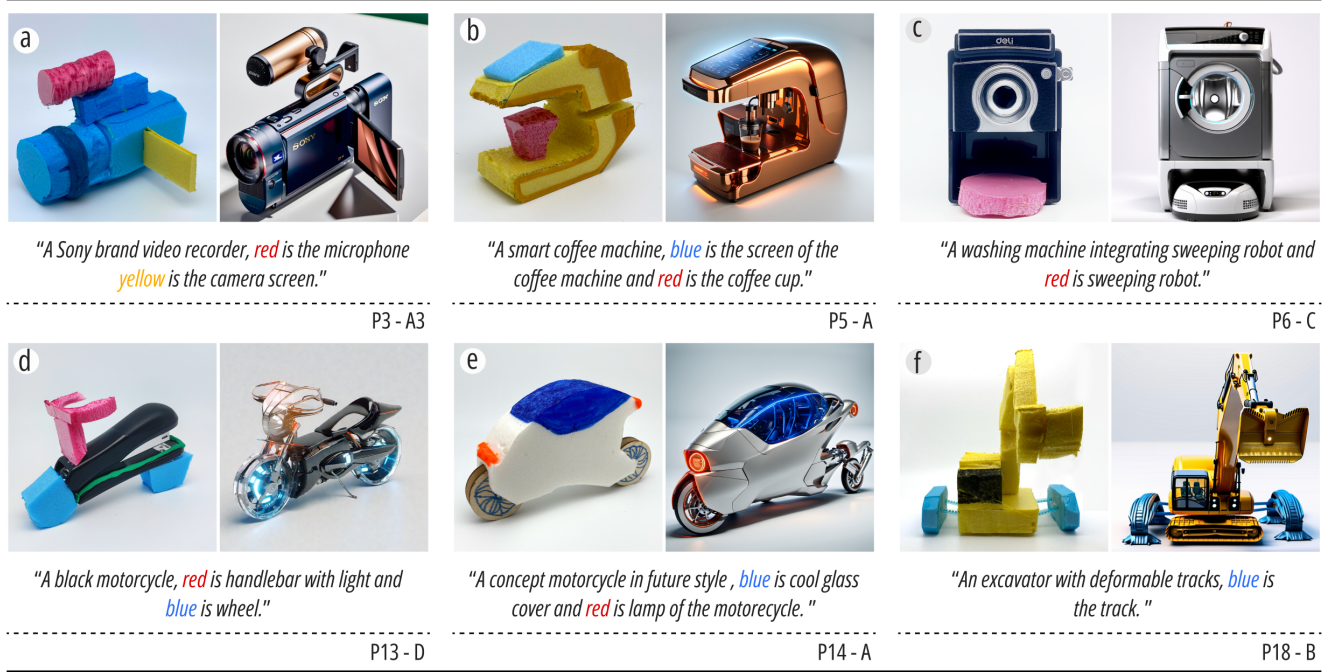 a
b
c
SONY
SONY
deli
"A Sony brand video recorder, red is the microphone
yellow is the camera screen."
P3 - A3
"A smart coffee machine, blue is the screen of the
coffee machine and red is the coffee cup."
P5 - A
"A washing machine integrating sweeping robot and
red is sweeping robot."
P6 - C
d
e
f
"A black motorcycle, red is handlebar with light and
blue is wheel."
P13 - D
"A concept motorcycle in future style , blue is cool glass
cover and red is lamp of the motorecycle. "
P14 - A
"An excavator with deformable tracks, blue is
the track. "
P18 - B